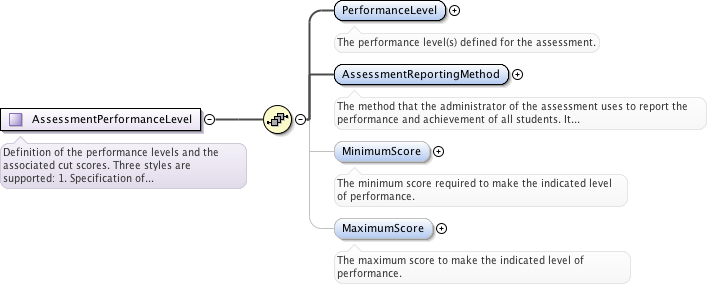 PerformanceLevel
The performance level(s) defined for the assessment.
AssessmentReportingMethod
The method that the administrator of the assessment uses to report the
performance and achievement of all students. It...
AssessmentPerformanceLevel
Definition of the performance levels and the
associated cut scores. Three styles are
supported: 1. Specification of...
MinimumScore
The minimum score required to make the indicated level
of performance.
MaximumScore
The maximum score to make the indicated level of
performance.